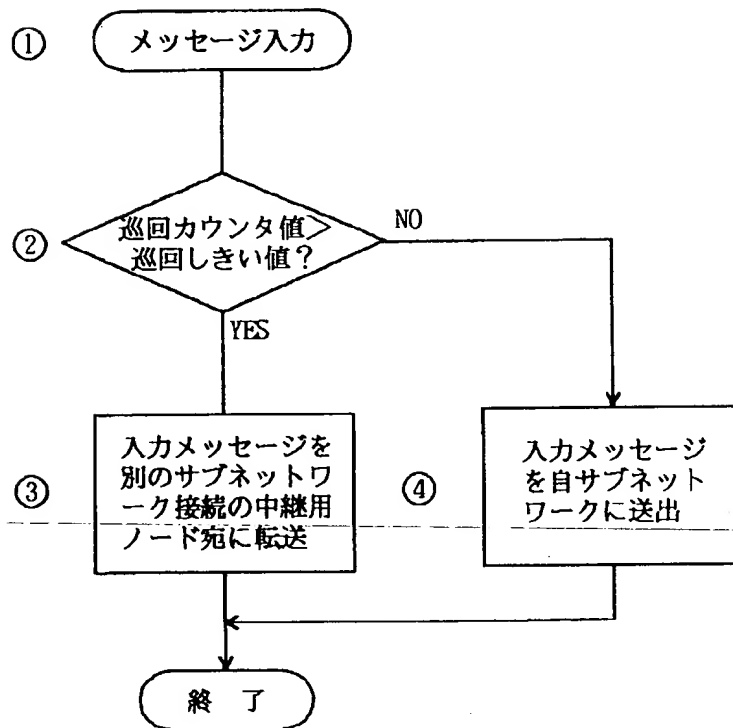 ① メッセージ入力
② 巡回カウンタ値>
巡回しきい値？
NO
YES
③ 入力メッセージを
別のサブネットワ
ーク接続の中継用
ノード宛に転送
④ 入力メッセージ
を自サブネット
ワークに送出
終 了